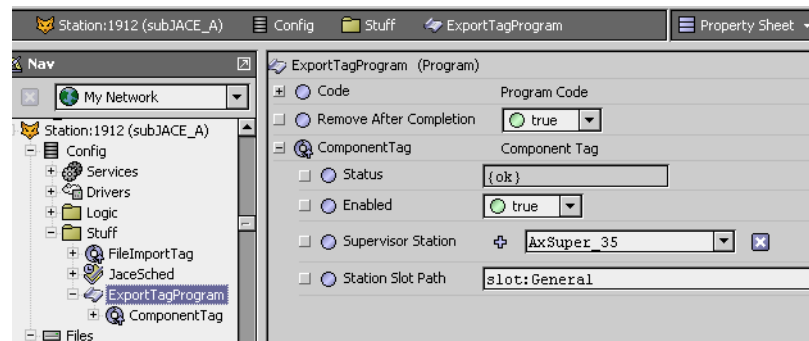 Station:1912 (subJACE_A) Config Stuff ExportTagProgram Property Sheet
Nav
My Network
Station:1912 (subJACE_A)
Config
Services
Drivers
Logic
Stuff
FileImportTag
JaceSched
ExportTagProgram
ComponentTag
Files
ExportTagProgram (Program)
Code Program Code
Remove After Completion true
ComponentTag Component Tag
Status {ok}
Enabled true
Supervisor Station AxSuper_35
Station Slot Path slot:General